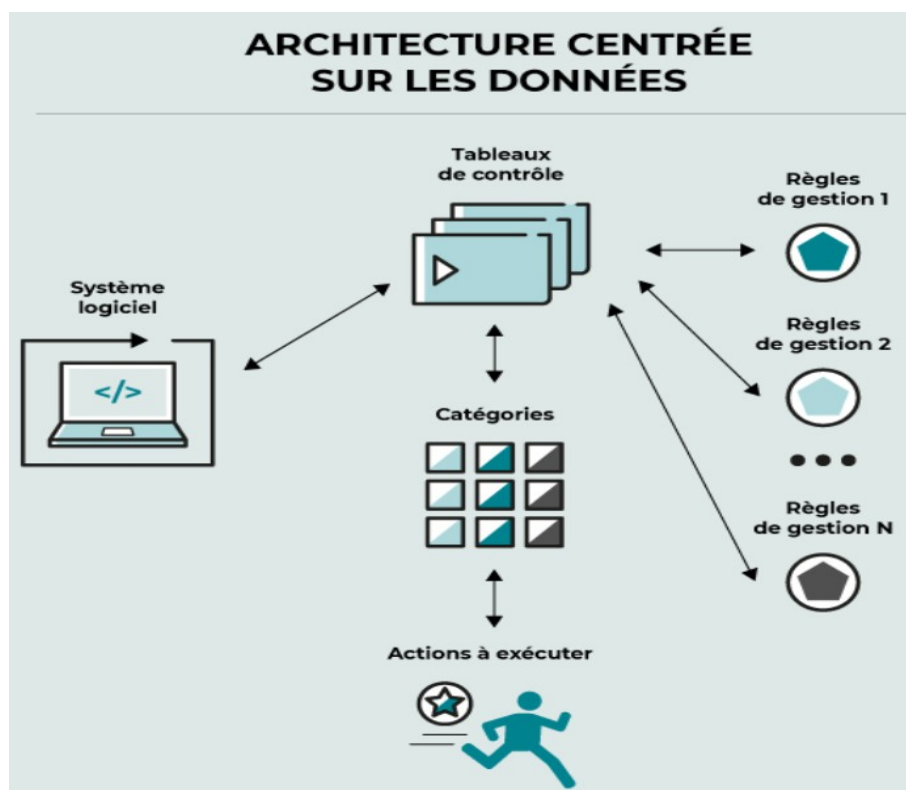 ARCHITECTURE CENTRÉE
SUR LES DONNÉES
Tableaux
de contrôle
Règles
de gestion 1
Système
logiciel
</>
Règles
de gestion 2
Catégories
Règles
de gestion N
Actions à exécuter